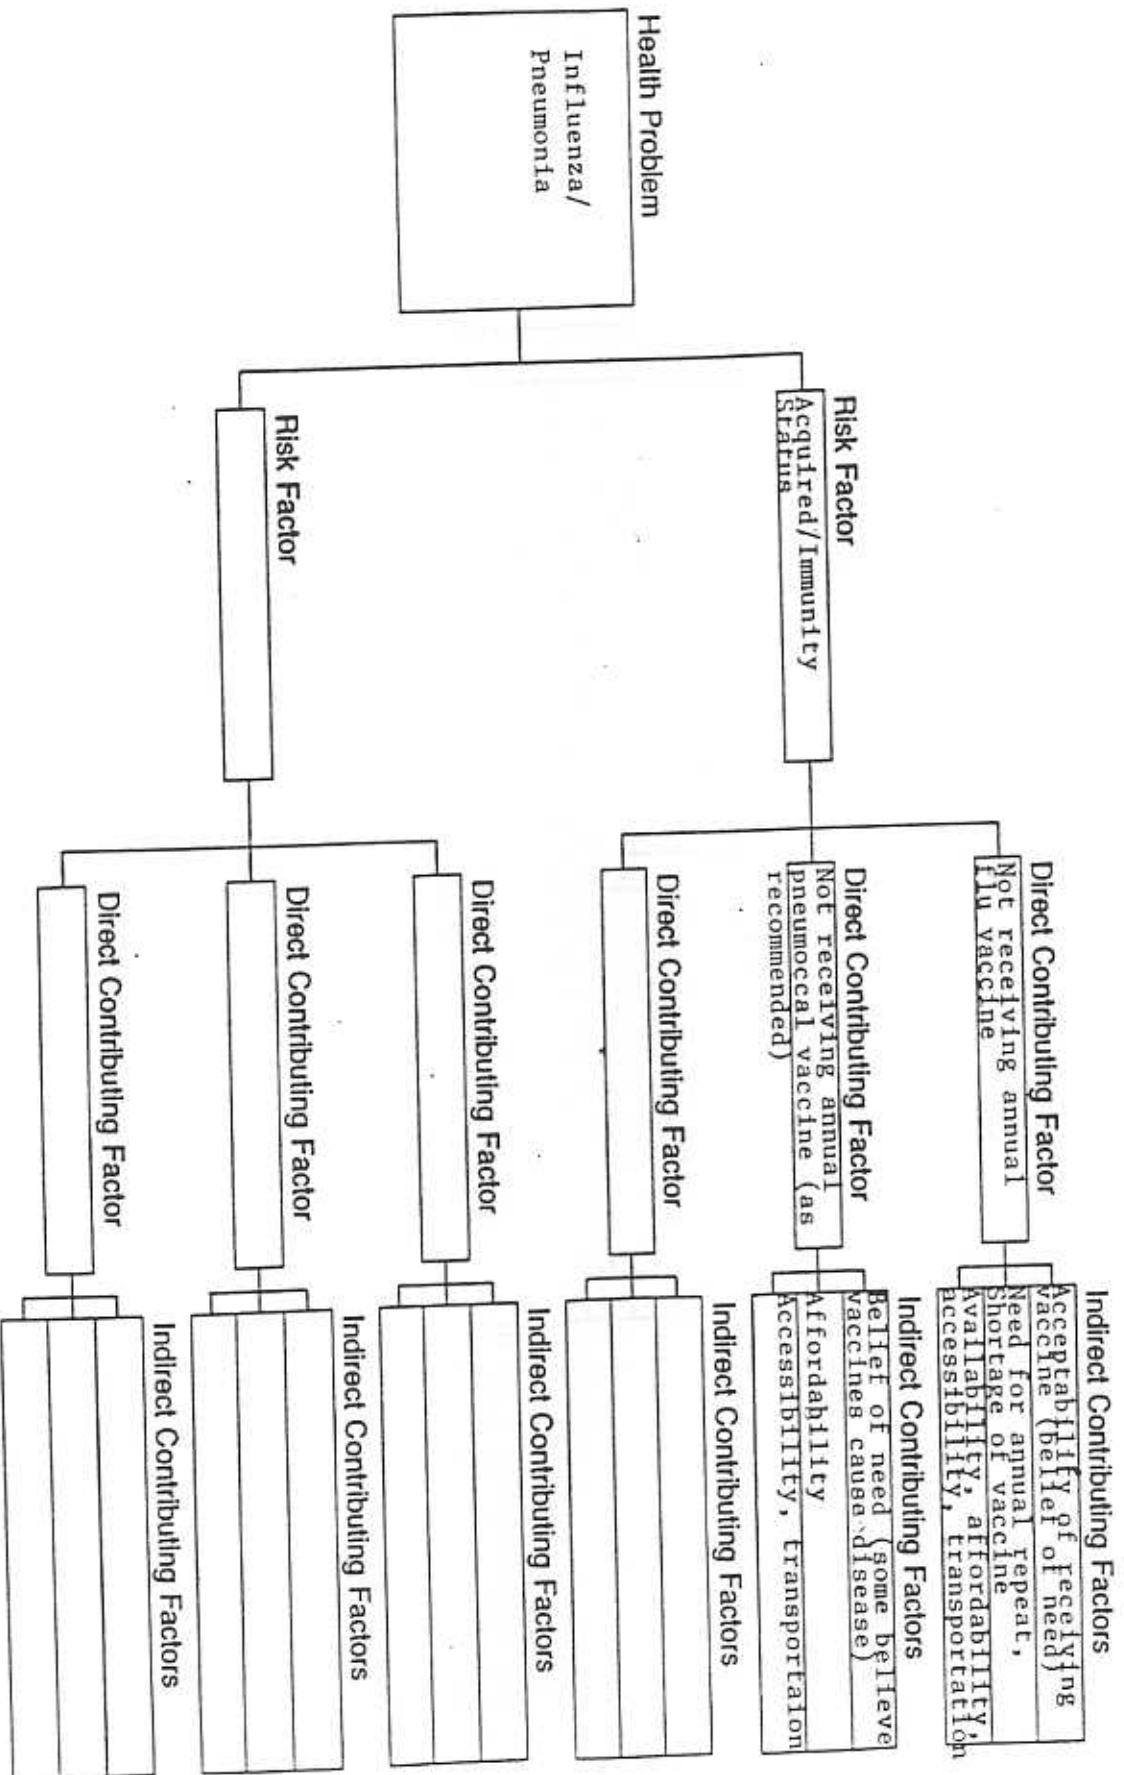 Health Problem
Influenza/
Pneumonia
Risk Factor
Acquired/Immunity
Status
Direct Contributing Factor
Not receiving annual
flu vaccine
Indirect Contributing Factors
Acceptability of receiving
vaccine (belief of need)
Need for annual repeat,
Shortage of vaccine
Availability, affordability,
accessibility, transportation
Direct Contributing Factor
Not receiving annual
pneumoccal vaccine (as
recommended)
Indirect Contributing Factors
Belief of need (some believe
vaccines cause disease)
Affordability
Accessibility, transportaion
Direct Contributing Factor
Indirect Contributing Factors
Risk Factor
Direct Contributing Factor
Indirect Contributing Factors
Direct Contributing Factor
Indirect Contributing Factors
Direct Contributing Factor
Indirect Contributing Factors